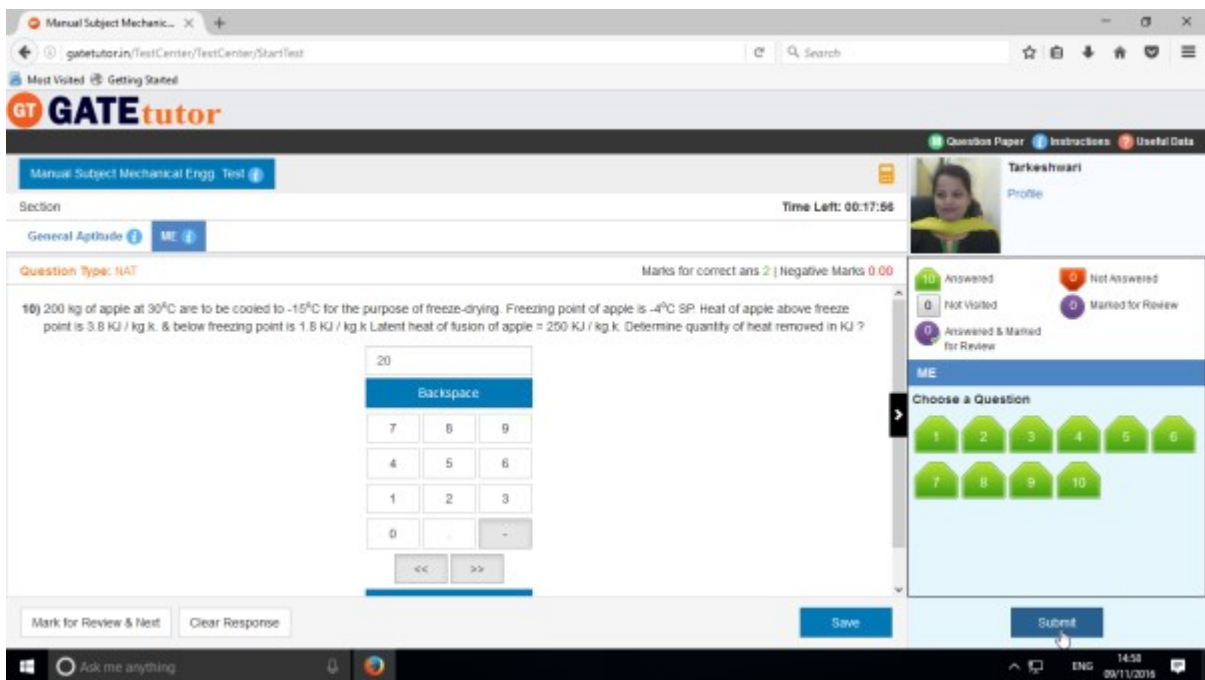 Manual Subject Mechanic...
gatetutor.in/TestCenter/TestCenter/StartTest
Search
Most Visited Getting Started
GT GATEtutor
Question Paper Instructions Useful Data
Manual Subject Mechanical Engg. Test
Tarkeshwari
Profile
Section
Time Left: 00:17:56
General Aptitude ME
Question Type: NAT
Marks for correct ans 2 | Negative Marks 0.00
10) 200 kg of apple at 30°C are to be cooled to -15°C for the purpose of freeze-drying. Freezing point of apple is -4°C SP. Heat of apple above freeze
point is 3.8 KJ / kg.k. & below freezing point is 1.8 KJ / kg.k Latent heat of fusion of apple = 250 KJ / kg.k. Determine quantity of heat removed in KJ ?
20
Backspace
7 8 9
4 5 6
1 2 3
0 . -
<< >>
10 Answered
0 Not Answered
0 Not Visited
0 Marked for Review
0 Answered & Marked
for Review
ME
Choose a Question
1 2 3 4 5 6
7 8 9 10
Mark for Review & Next
Clear Response
Save
Submit
Ask me anything
ENG
14:58
09/11/2016